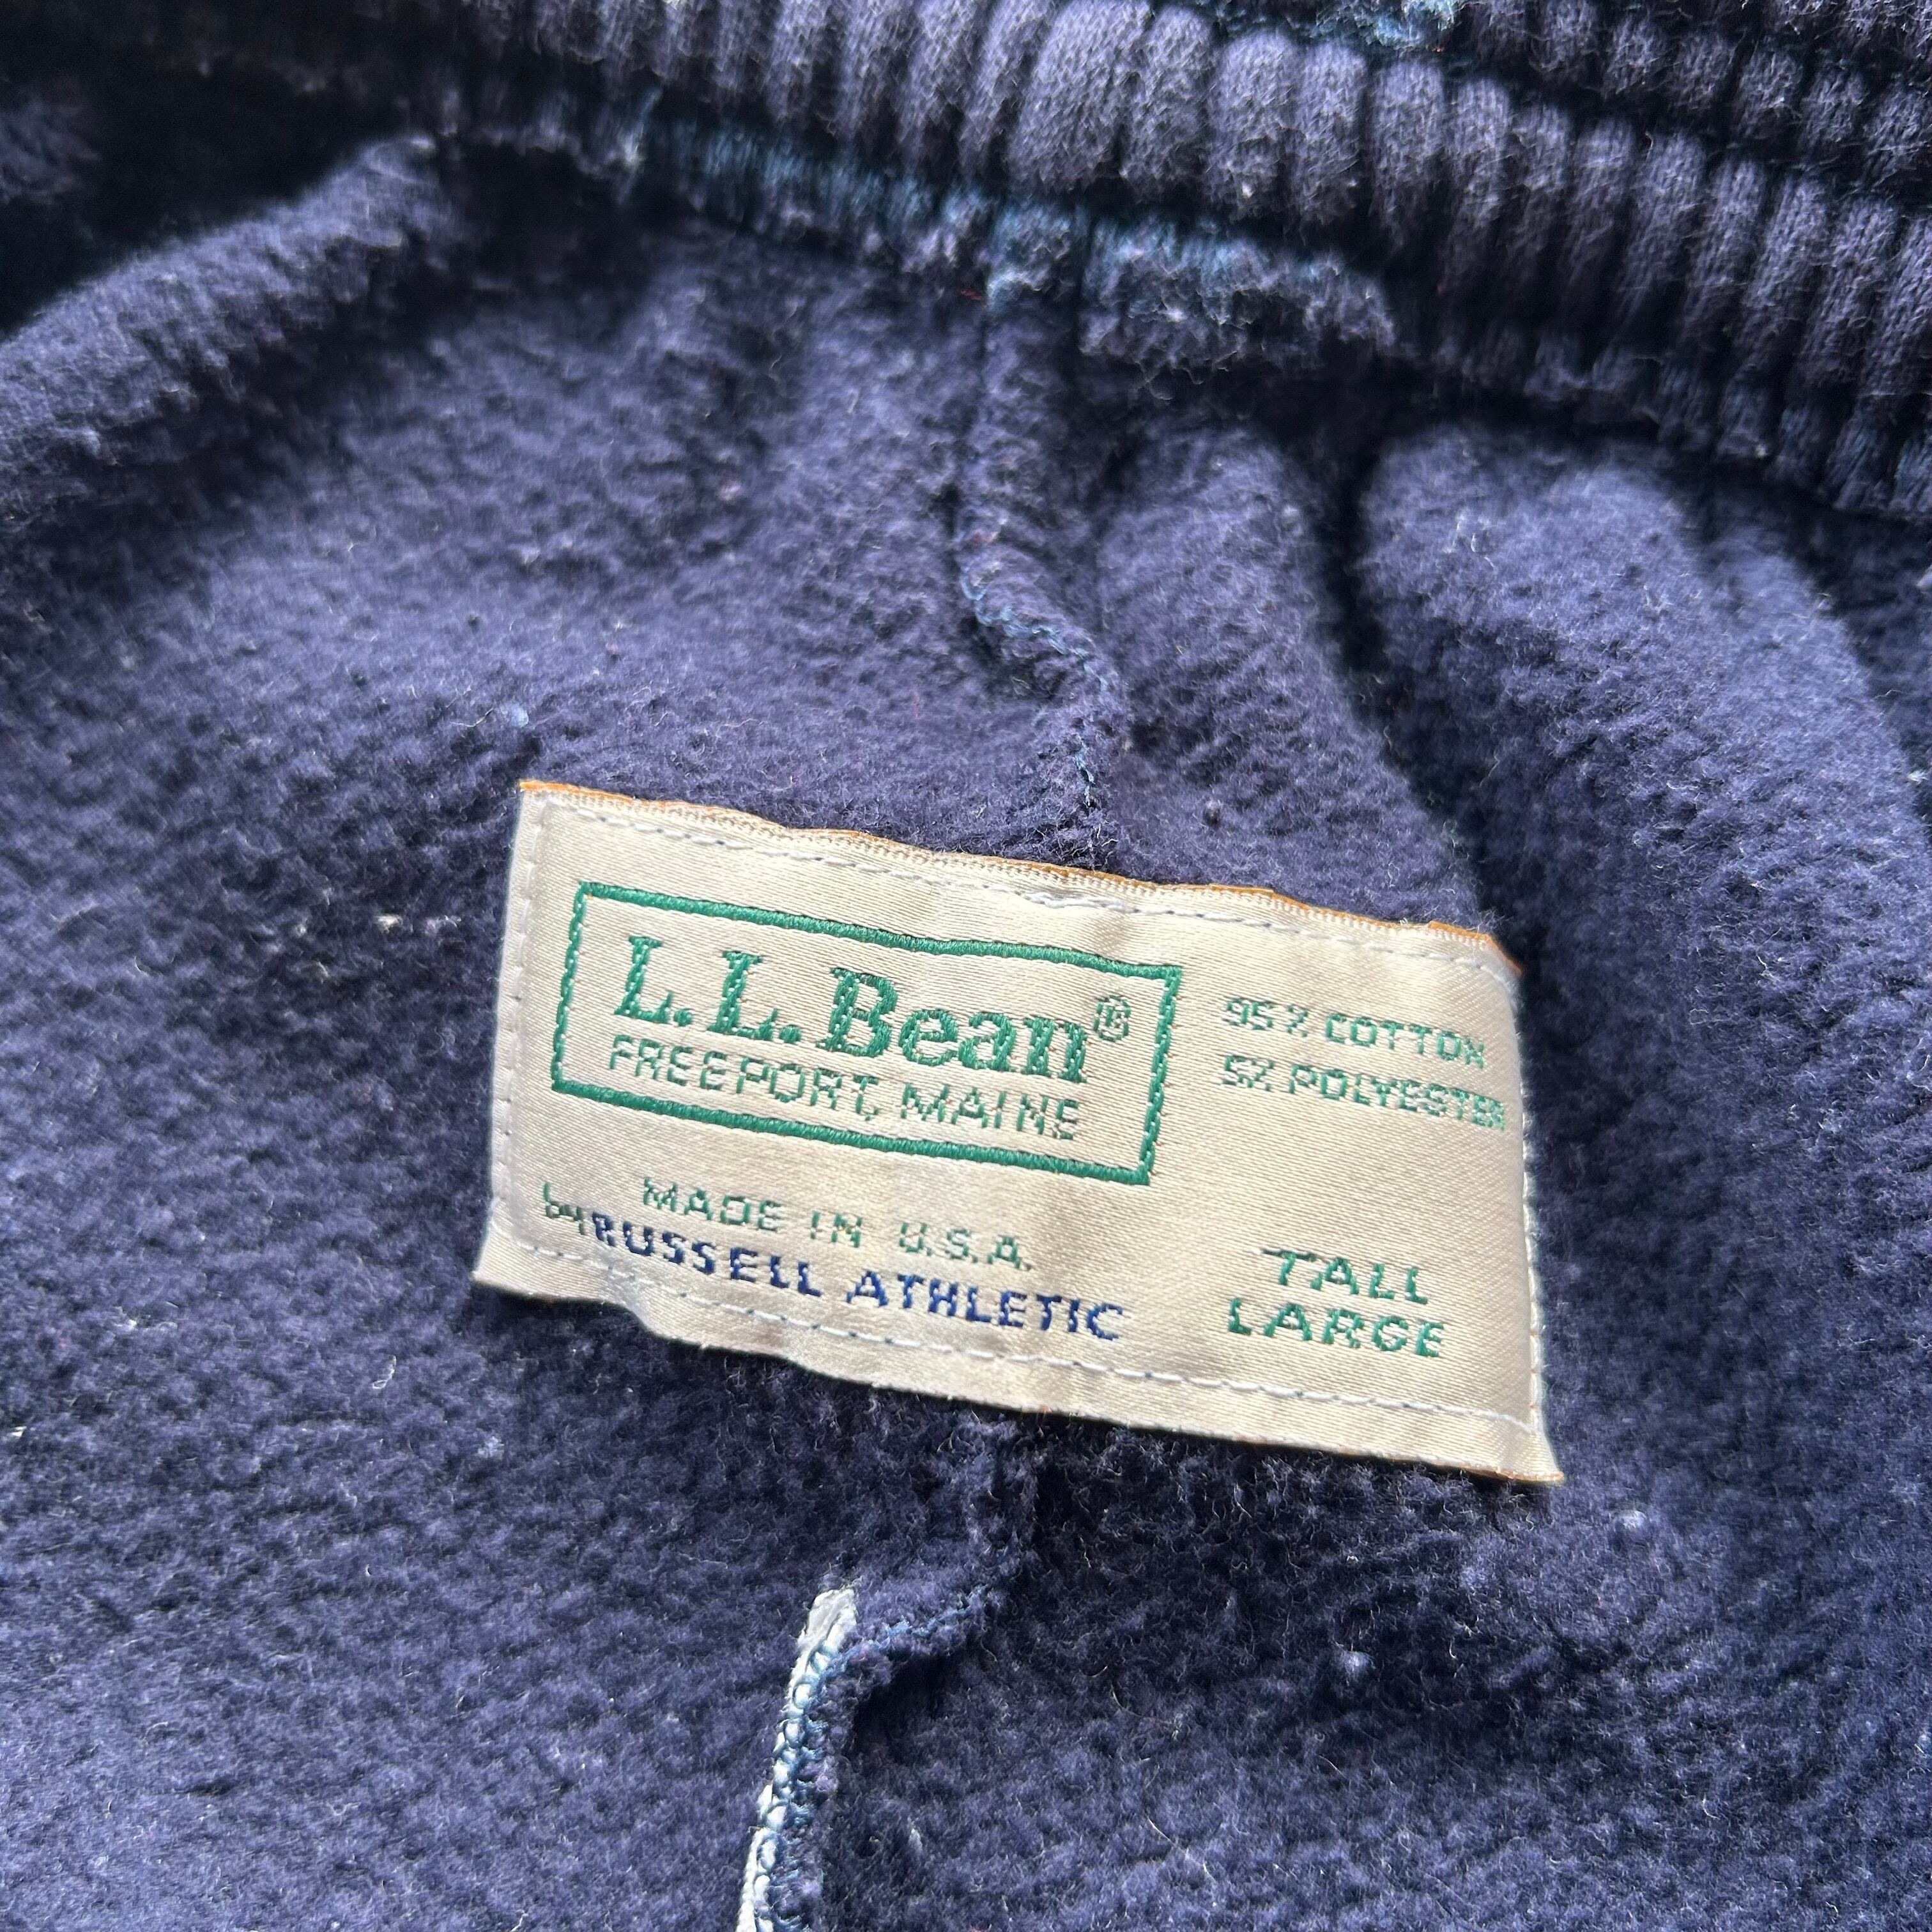 L.L.Bean®
FREEPORT, MAINE
95% COTTON
5% POLYESTER
MADE IN U.S.A.
by RUSSELL ATHLETIC
TALL
LARGE